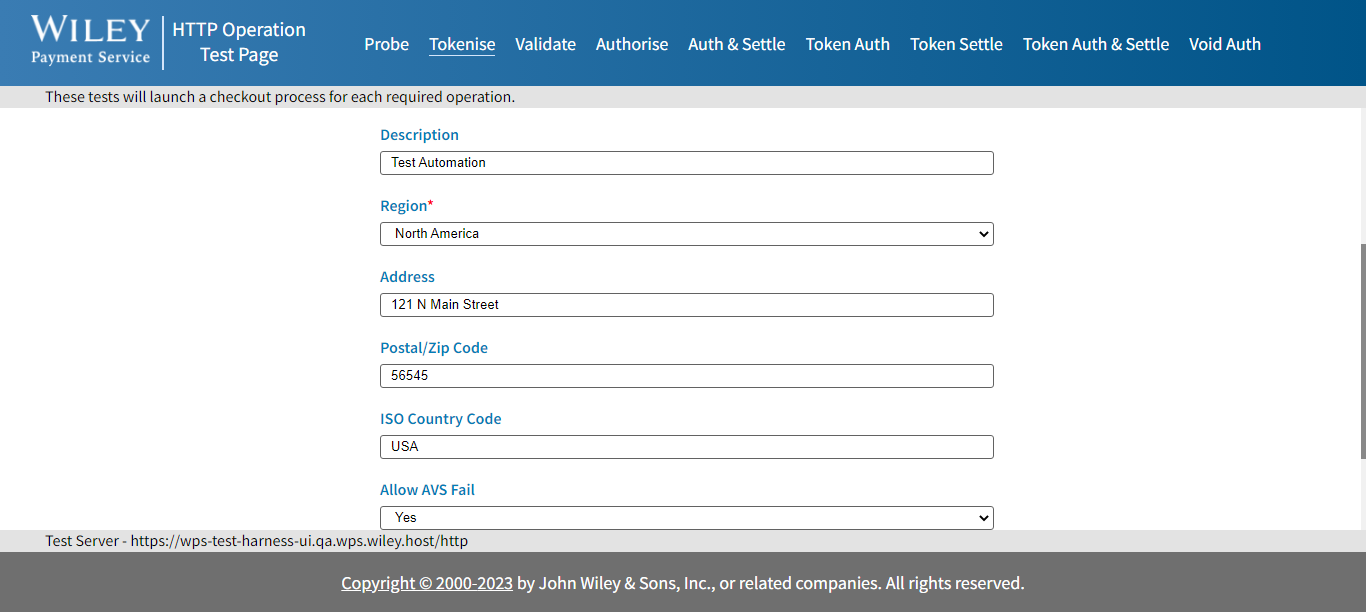 WILEY
Payment Service
HTTP Operation
Test Page
Probe Tokenise Validate Authorise Auth & Settle Token Auth Token Settle Token Auth & Settle Void Auth
These tests will launch a checkout process for each required operation.
Description
Test Automation
Region*
North America
Address
121 N Main Street
Postal/Zip Code
56545
ISO Country Code
USA
Allow AVS Fail
Yes
Test Server - https://wps-test-harness-ui.qa.wps.wiley.host/http
Copyright © 2000-2023 by John Wiley & Sons, Inc., or related companies. All rights reserved.